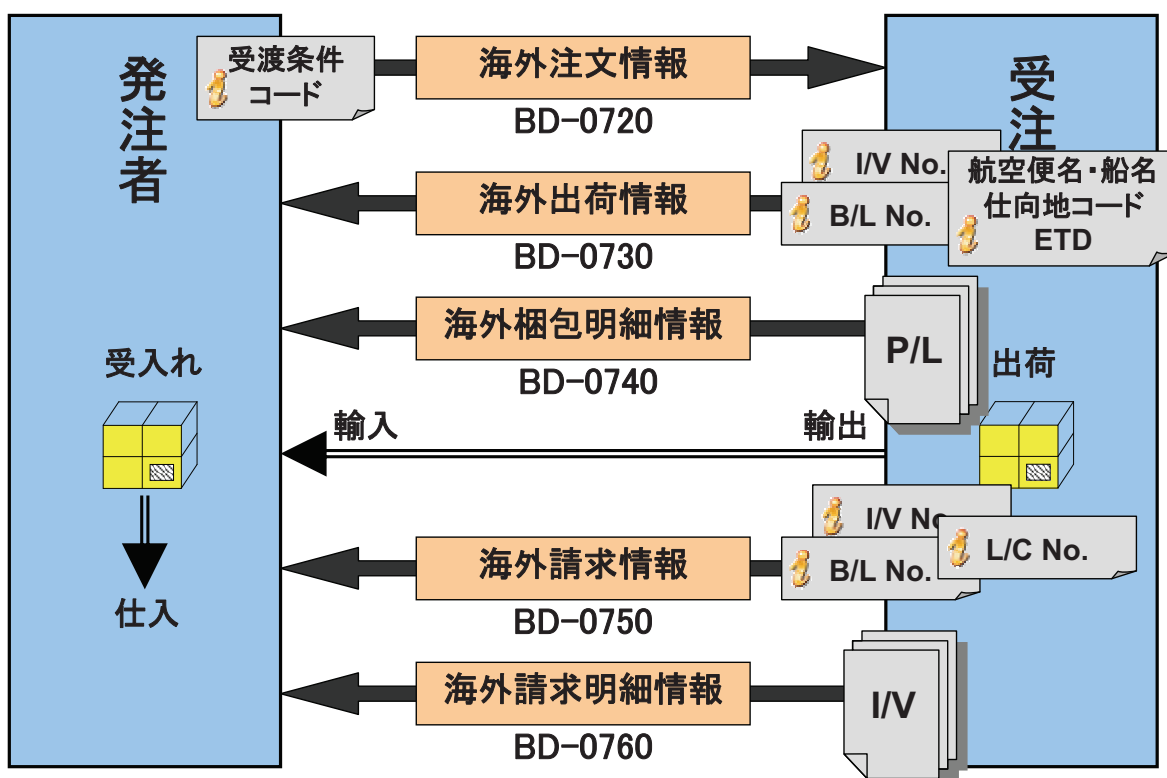 発注者
受渡条件
コード
海外注文情報
BD-0720
受注
I/V No.
B/L No.
航空便名・船名
仕向地コード
ETD
海外出荷情報
BD-0730
海外梱包明細情報
BD-0740
P/L
受入れ
出荷
輸入
輸出
仕入
I/V No
B/L No.
L/C No.
海外請求情報
BD-0750
海外請求明細情報
BD-0760
I/V